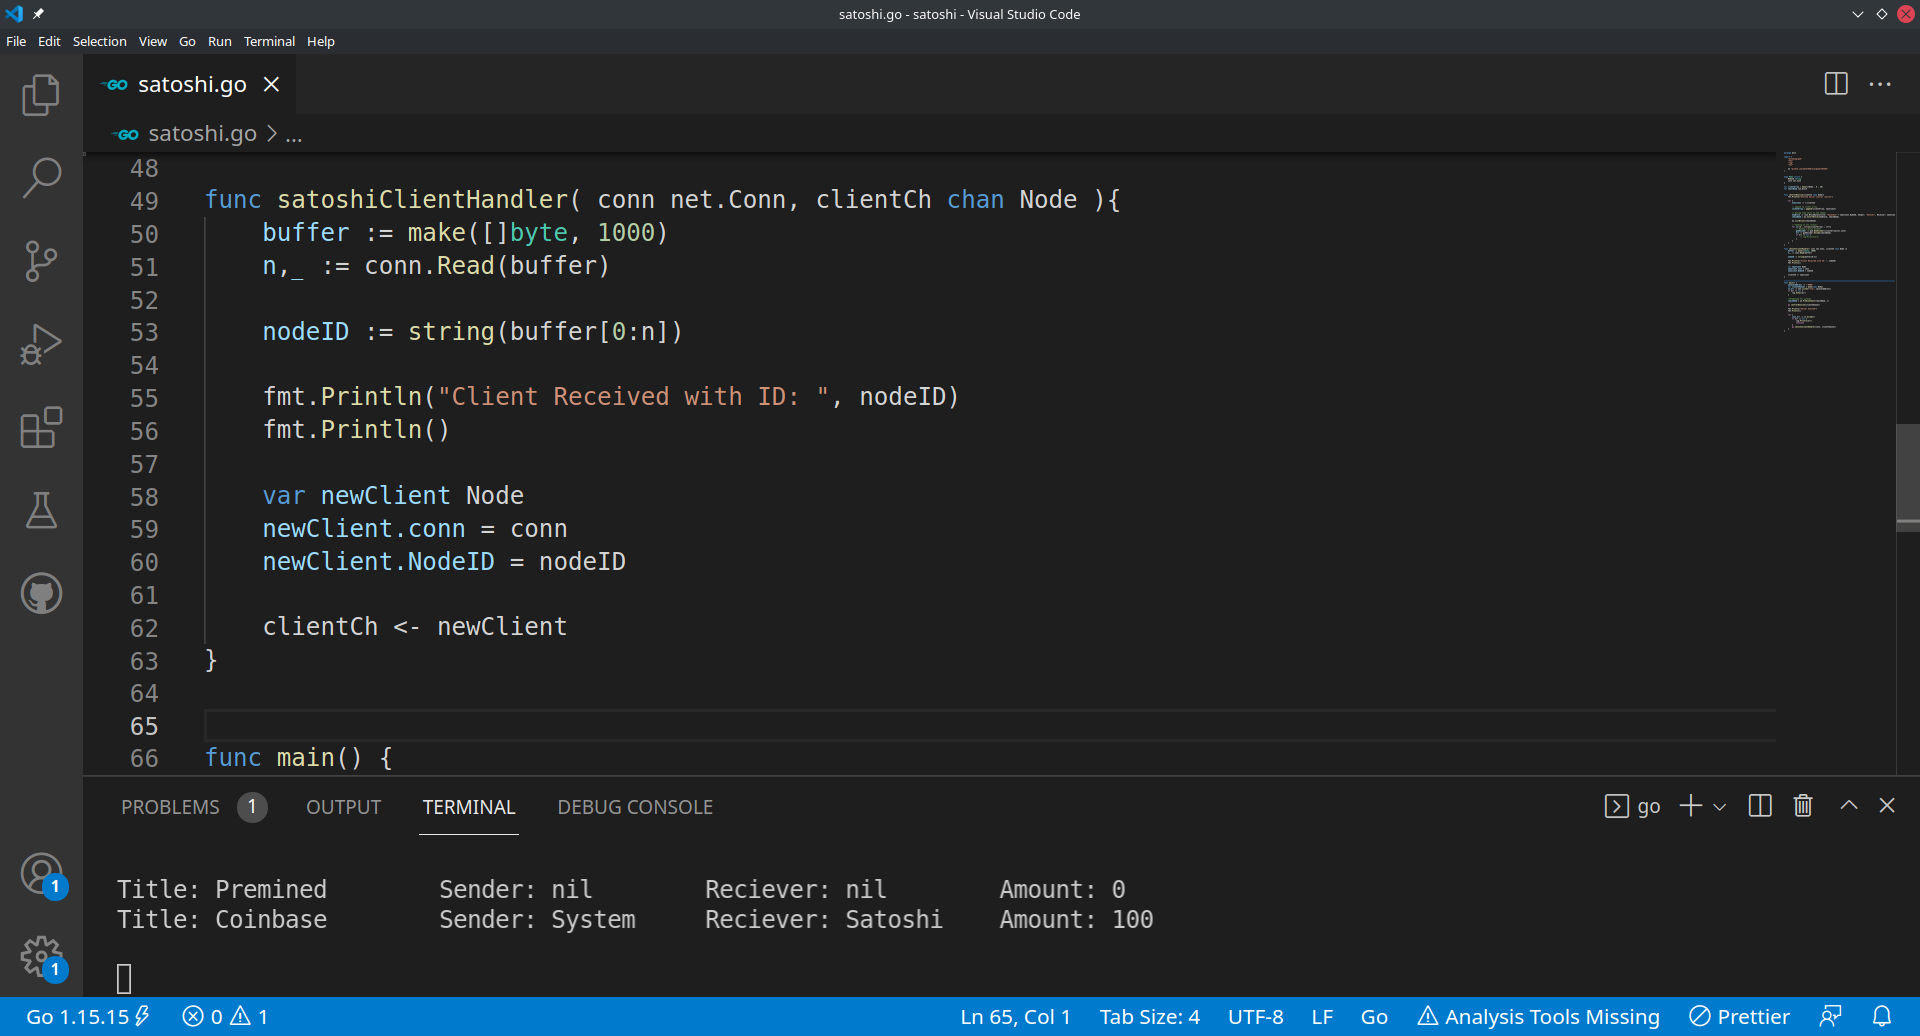 satoshi.go - satoshi - Visual Studio Code
File Edit Selection View Go Run Terminal Help
GO satoshi.go
GO satoshi.go > ...
48
49 func satoshiClientHandler( conn net.Conn, clientCh chan Node ){
50 buffer := make([]byte, 1000)
51 n,_ := conn.Read(buffer)
52
53 nodeID := string(buffer[0:n])
54
55 fmt.Println("Client Received with ID: ", nodeID)
56 fmt.Println()
57
58 var newClient Node
59 newClient.conn = conn
60 newClient.NodeID = nodeID
61
62 clientCh <- newClient
63 }
64
65
66 func main() {
PROBLEMS 1 OUTPUT TERMINAL DEBUG CONSOLE go
Title: Premined Sender: nil Reciever: nil Amount: 0
Title: Coinbase Sender: System Reciever: Satoshi Amount: 100
1
1
Go 1.15.15 0 1 Ln 65, Col 1 Tab Size: 4 UTF-8 LF Go Analysis Tools Missing Prettier